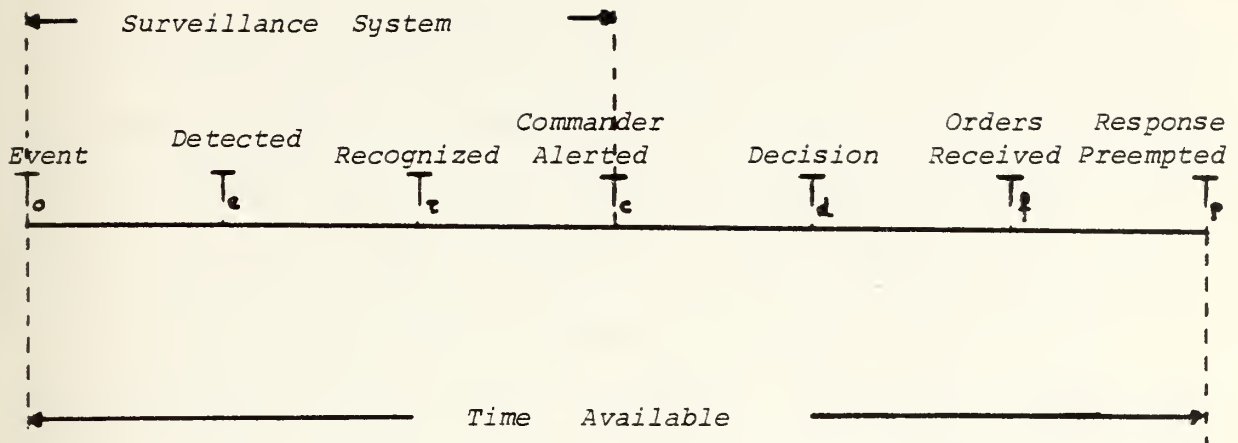 Surveillance System
Commander Orders Response
Event Detected Recognized Alerted Decision Received Preempted
T₀ Tₑ Tᵣ T_c T_d T_f Tₚ
Time Available